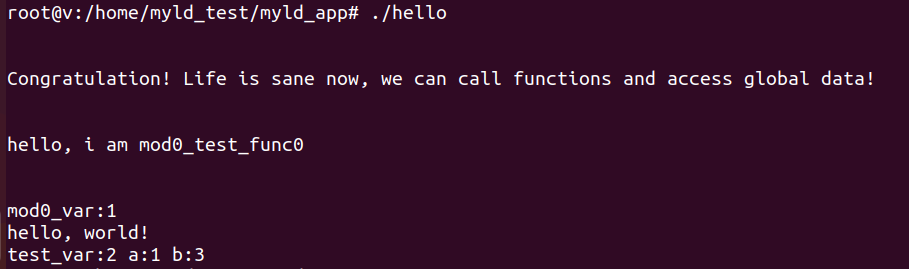 root@v:/home/myld_test/myld_app# ./hello
Congratulation! Life is sane now, we can call functions and access global data!
hello, i am mod0_test_func0
mod0_var:1
hello, world!
test_var:2 a:1 b:3